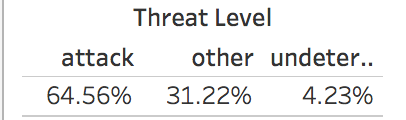 Threat Level
attack other undeter..
64.56% 31.22% 4.23%